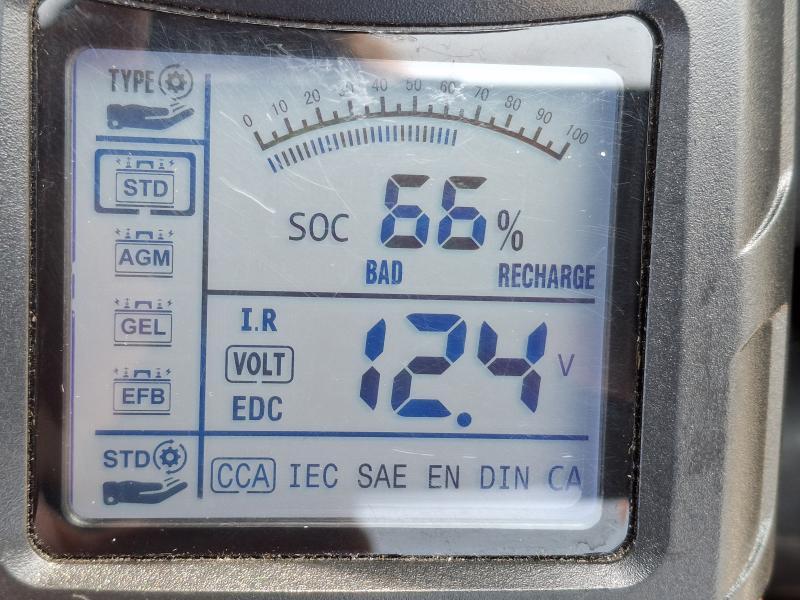 TYPE
0 10 20 30 40 50 60 70 80 90 100
STD
SOC 66 %
AGM
BAD RECHARGE
GEL
I.R
VOLT 12.4 V
EFB
EDC
STD
CCA IEC SAE EN DIN CA